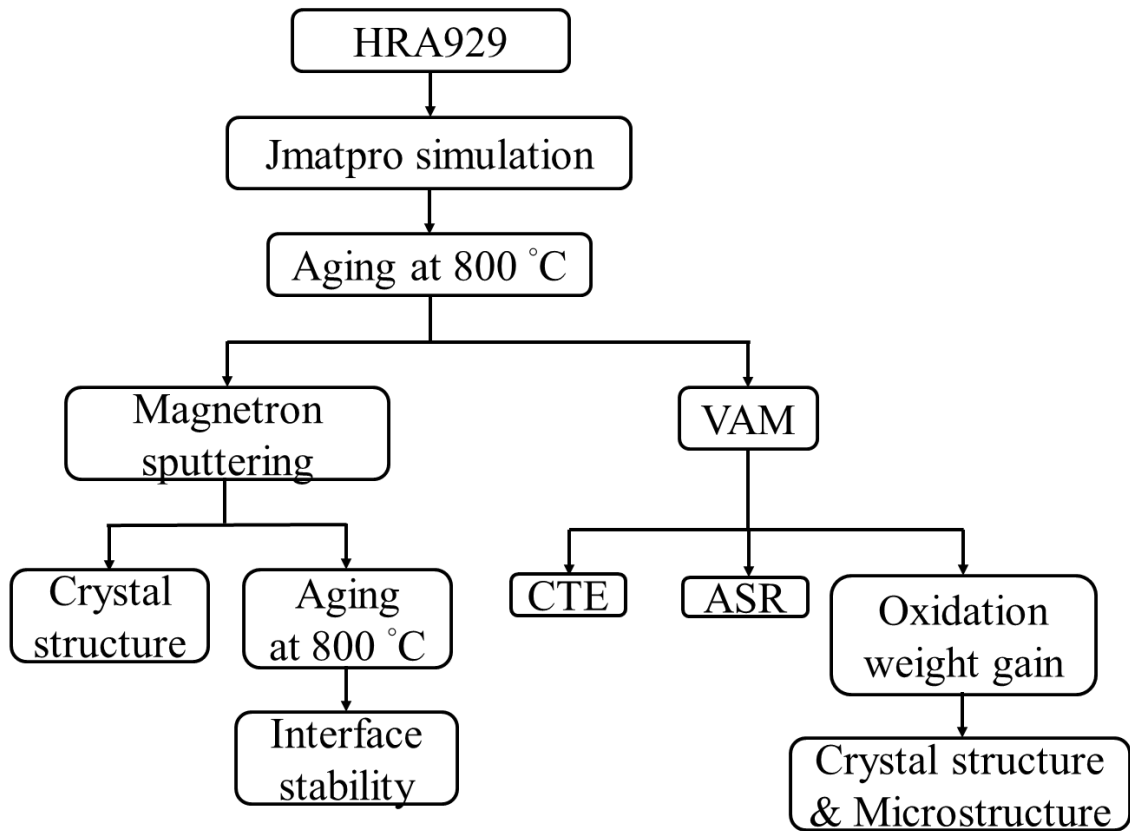 HRA929
Jmatpro simulation
Aging at 800 °C
Magnetron
sputtering
VAM
Crystal
structure
Aging
at 800 °C
CTE
ASR
Oxidation
weight gain
Interface
stability
Crystal structure
& Microstructure